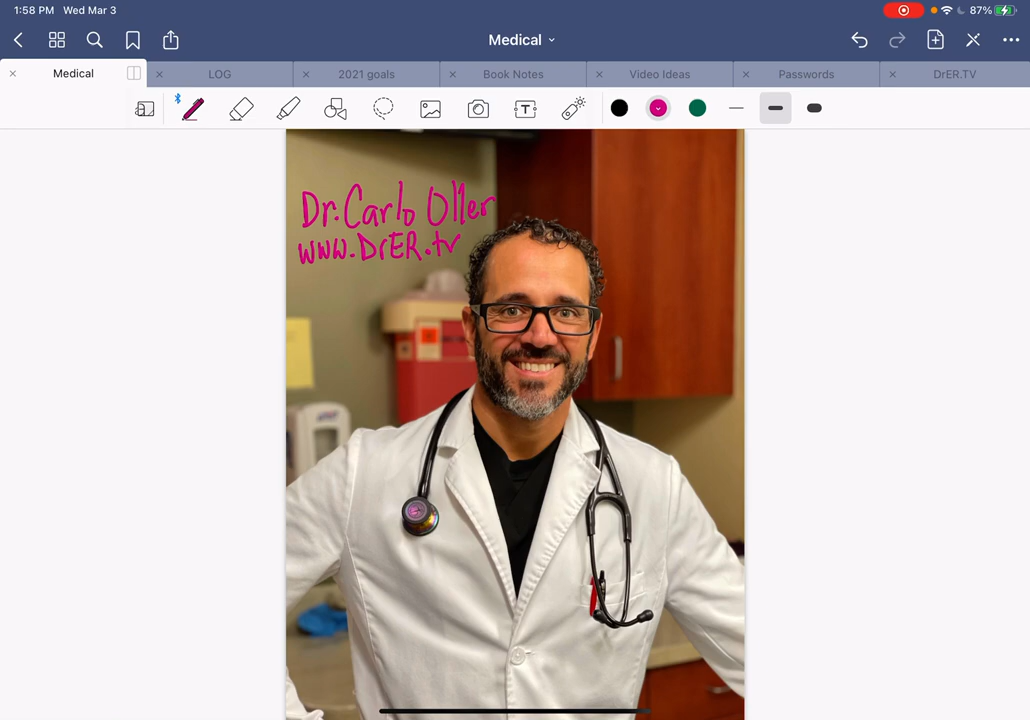 1:58 PM Wed Mar 3
87%
Medical
Medical
LOG
2021 goals
Book Notes
Video Ideas
Passwords
DrER.TV
T
Dr. Carlo Oller
www.DrER.tv